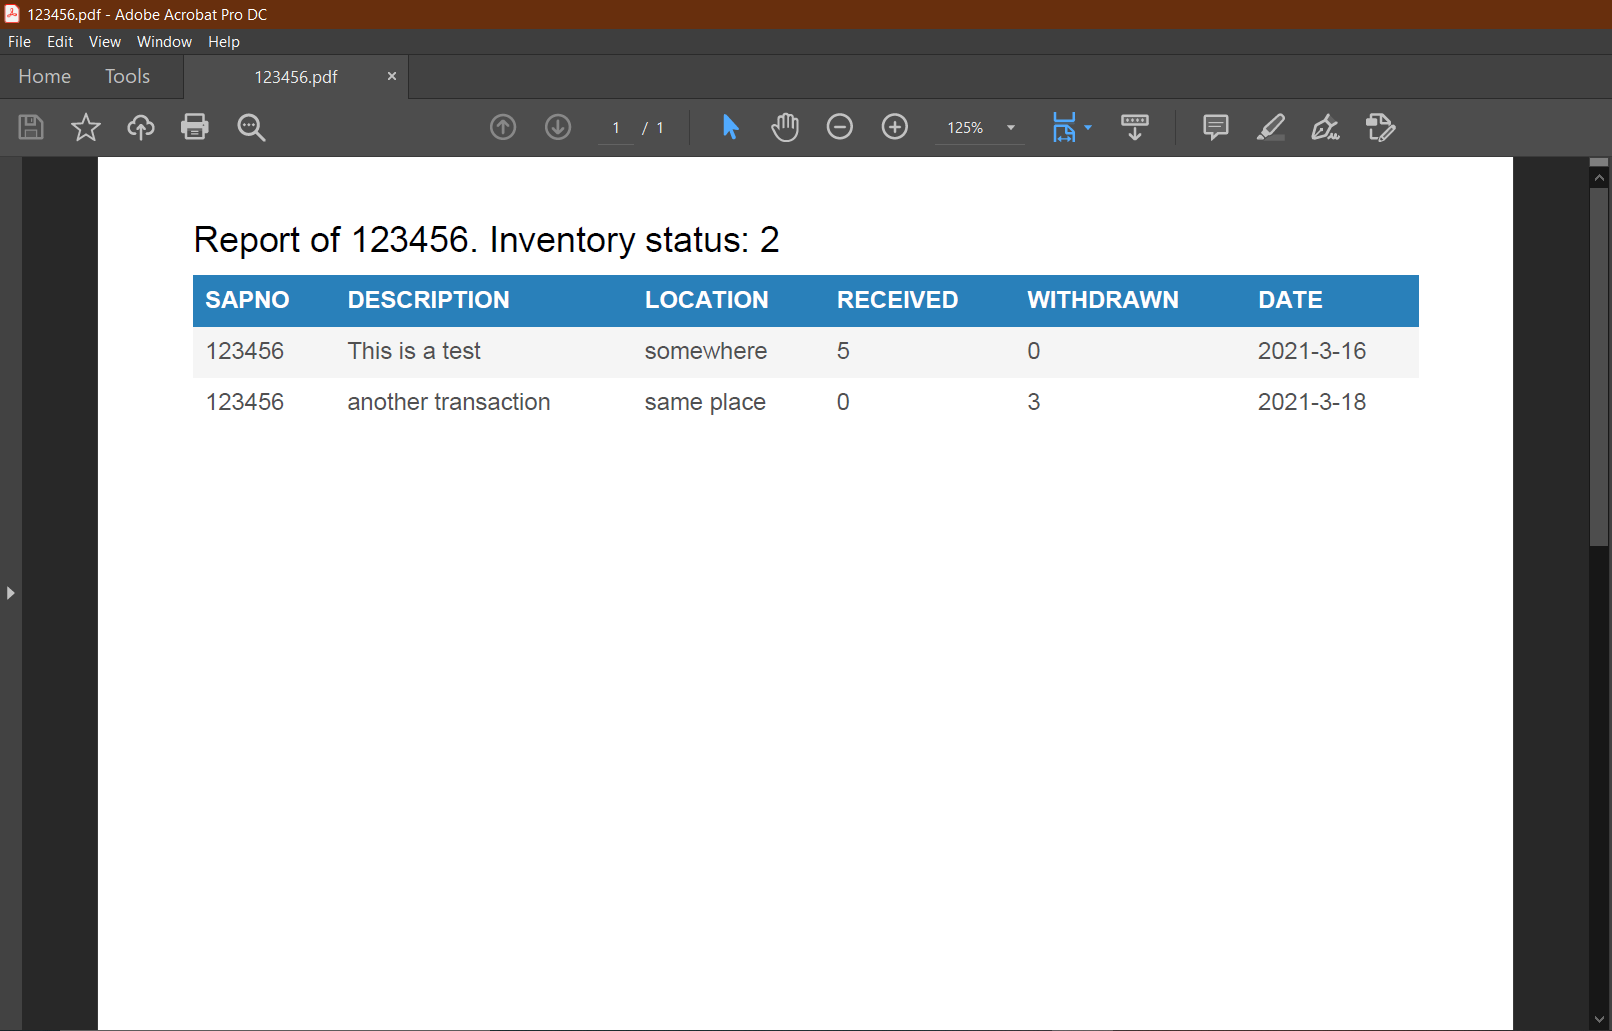 123456.pdf - Adobe Acrobat Pro DC
File Edit View Window Help
Home Tools 123456.pdf ×
1 / 1 125%
Report of 123456. Inventory status: 2
SAPNO DESCRIPTION LOCATION RECEIVED WITHDRAWN DATE
123456 This is a test somewhere 5 0 2021-3-16
123456 another transaction same place 0 3 2021-3-18